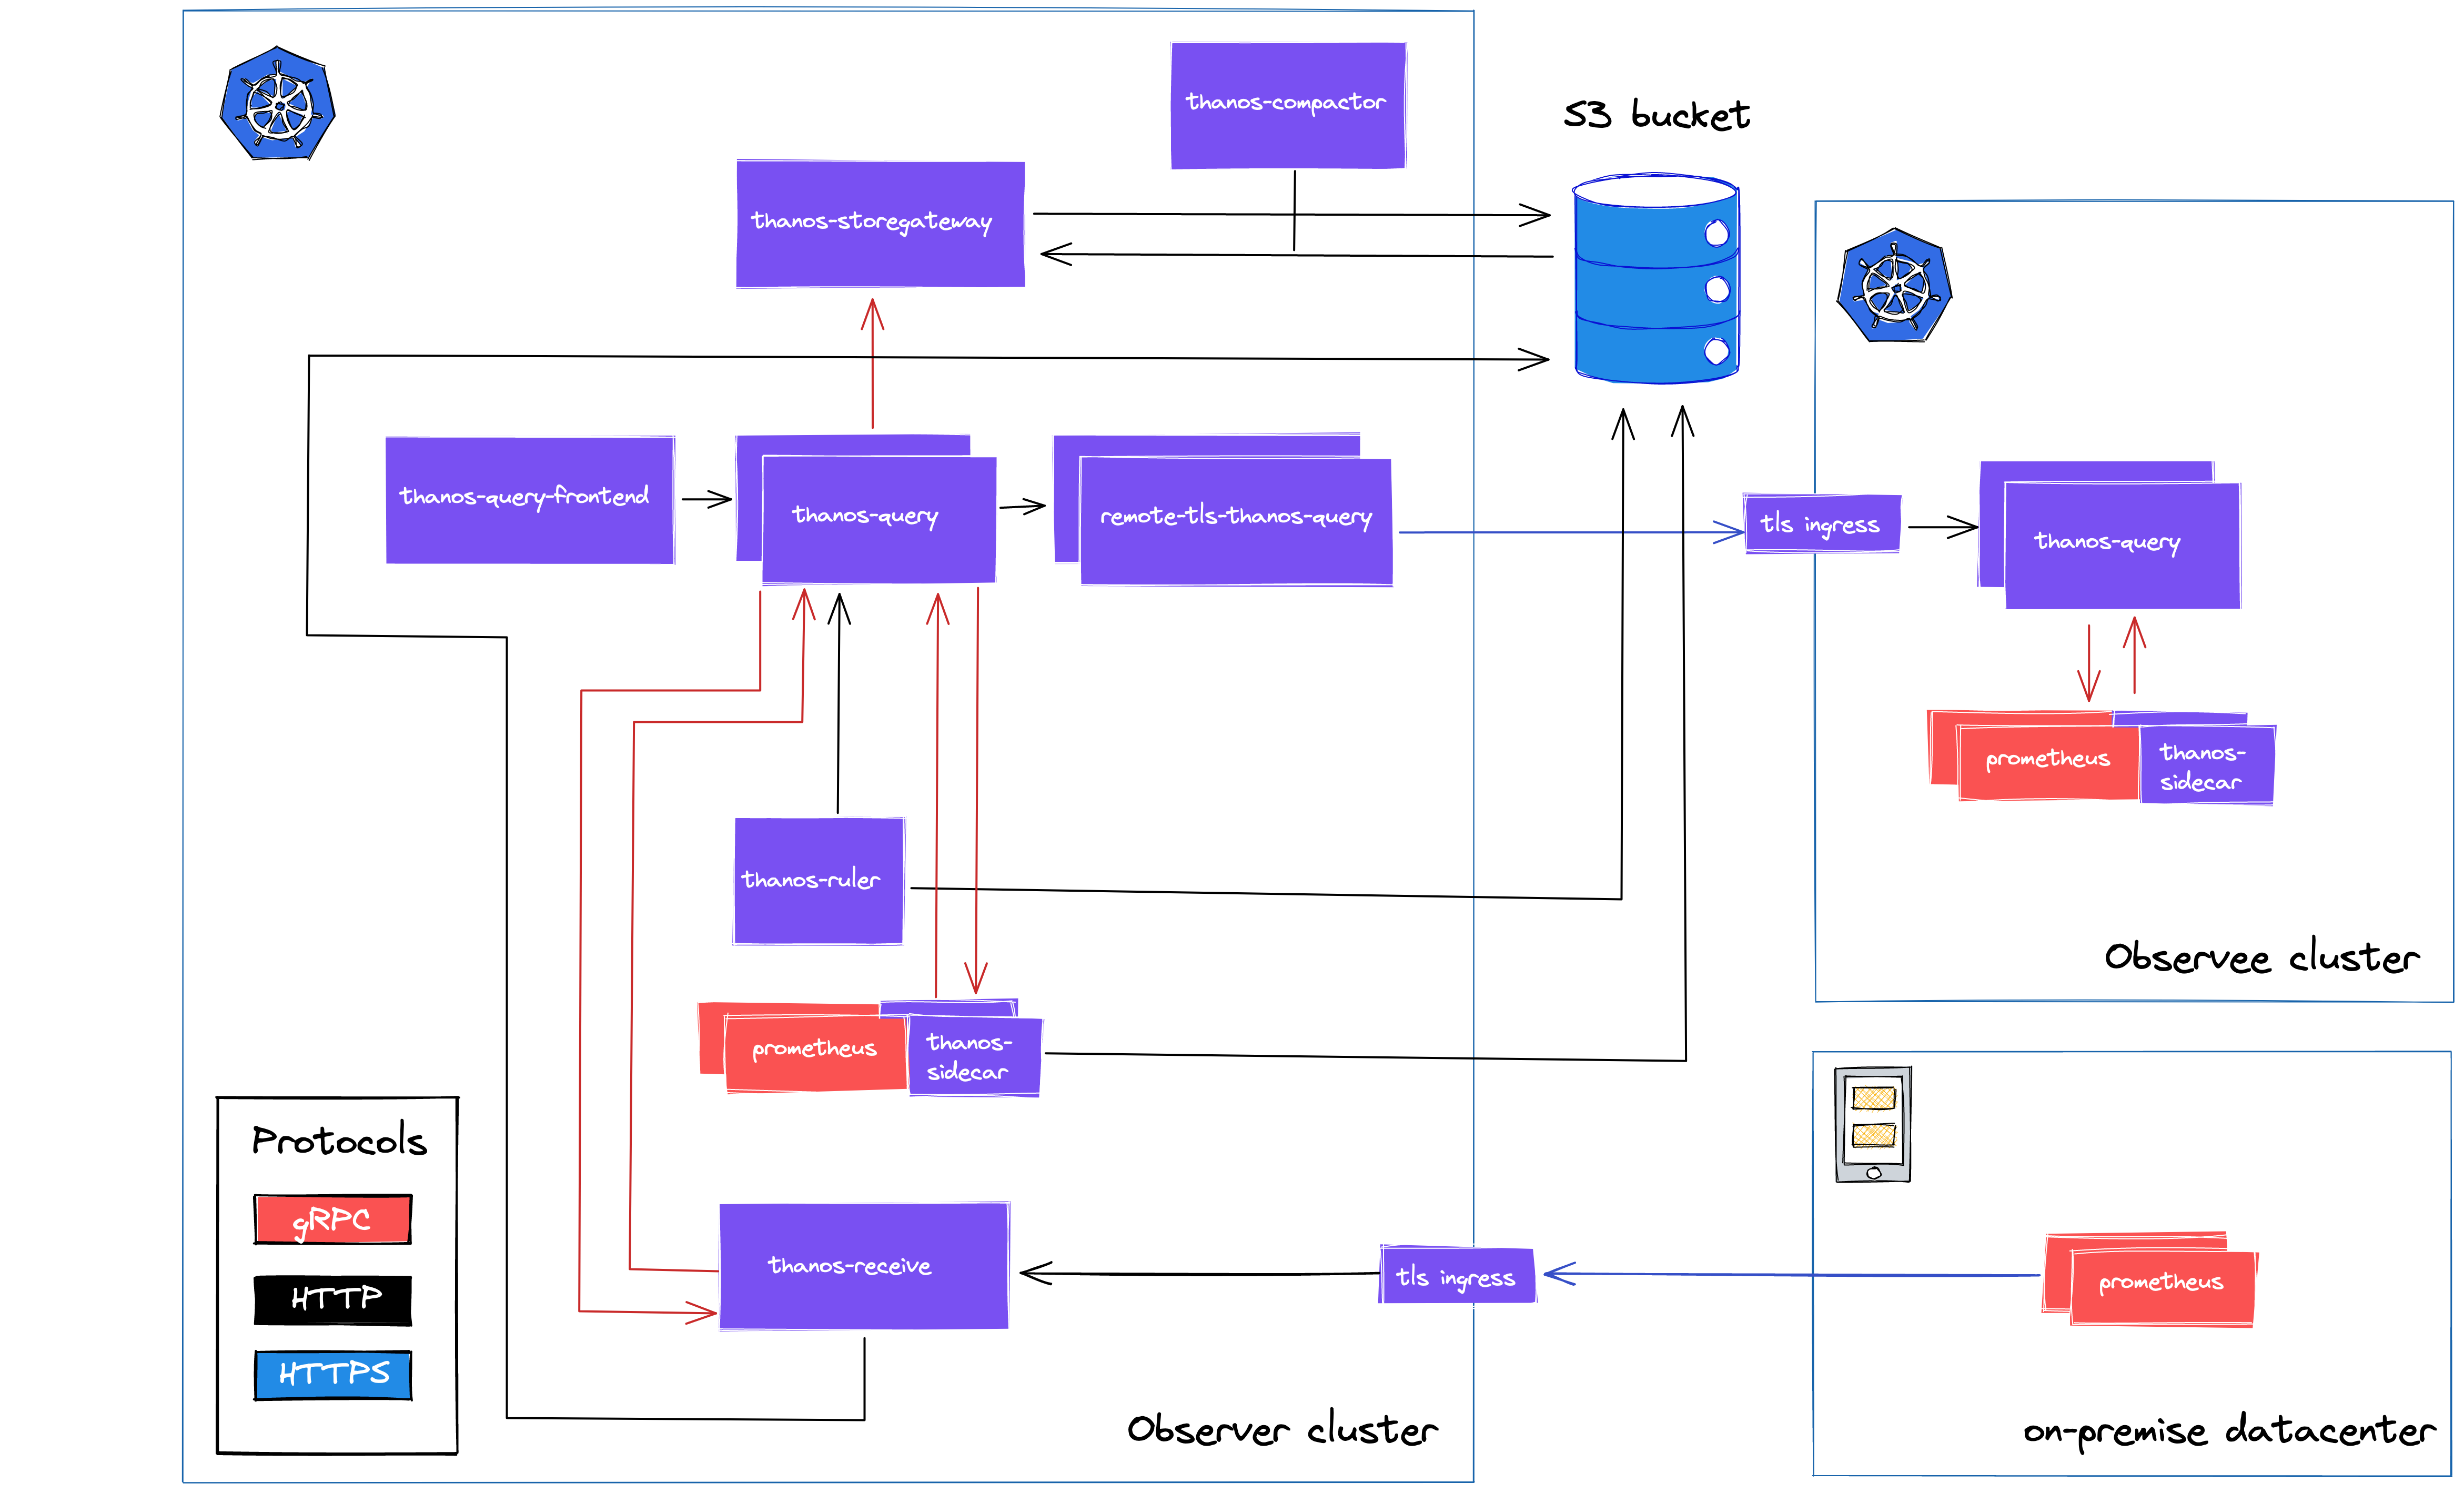 thanos-compactor
S3 bucket
thanos-storegateway
thanos-query-frontend
thanos-query
remote-tls-thanos-query
tls ingress
thanos-query
prometheus
thanos-
sidecar
thanos-ruler
Observee cluster
prometheus
thanos-
sidecar
Protocols
gRPC
HTTP
HTTPS
thanos-receive
tls ingress
prometheus
Observer cluster
on-premise datacenter